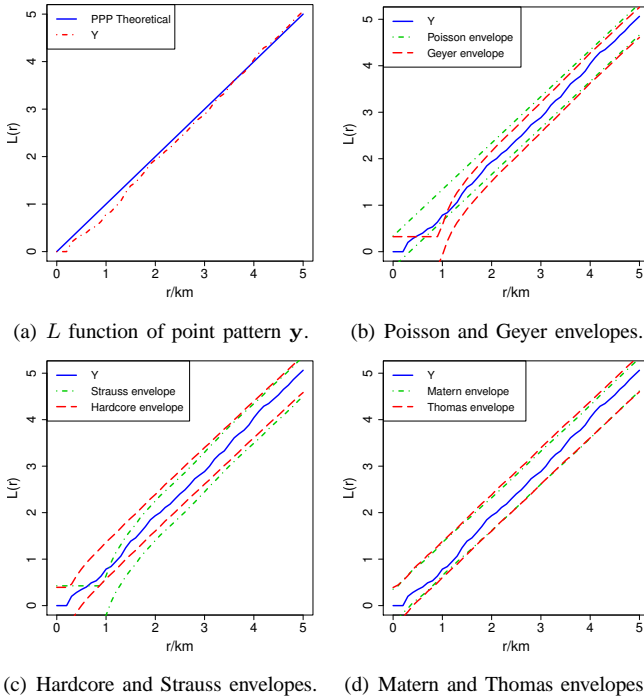 PPP Theoretical
Y
L(r)
5
4
3
2
1
0
0 1 2 3 4 5
r/km
(a) L function of point pattern y.
Y
Poisson envelope
Geyer envelope
L(r)
5
4
3
2
1
0
0 1 2 3 4 5
r/km
(b) Poisson and Geyer envelopes.
Y
Strauss envelope
Hardcore envelope
L(r)
5
4
3
2
1
0
0 1 2 3 4 5
r/km
(c) Hardcore and Strauss envelopes.
Y
Matern envelope
Thomas envelope
L(r)
5
4
3
2
1
0
0 1 2 3 4 5
r/km
(d) Matern and Thomas envelopes